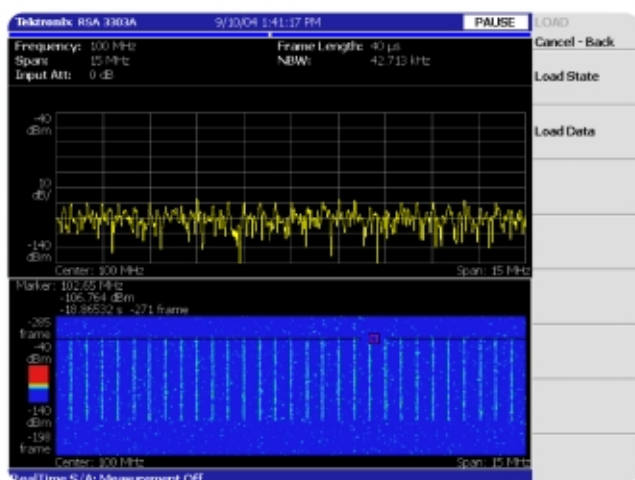 Tektronix RSA 3303A 9/10/04 1:41:17 PM PAUSE LOAD
Frequency: 100 MHz Frame Length: 40 µs Cancel - Back
Span: 15 MHz NBW: 42.713 kHz
Input Att: 0 dB
Load State
-40
dBm
Load Data
10
dB/
-140
dBm
Center: 100 MHz Span: 15 MHz
Marker: 102.65 MHz
-106.764 dBm
-18.86532 s -271 frame
-285
frame
-40
dBm
-140
dBm
-198
frame
Center: 100 MHz Span: 15 MHz
RealTime S/A: Measurement Off